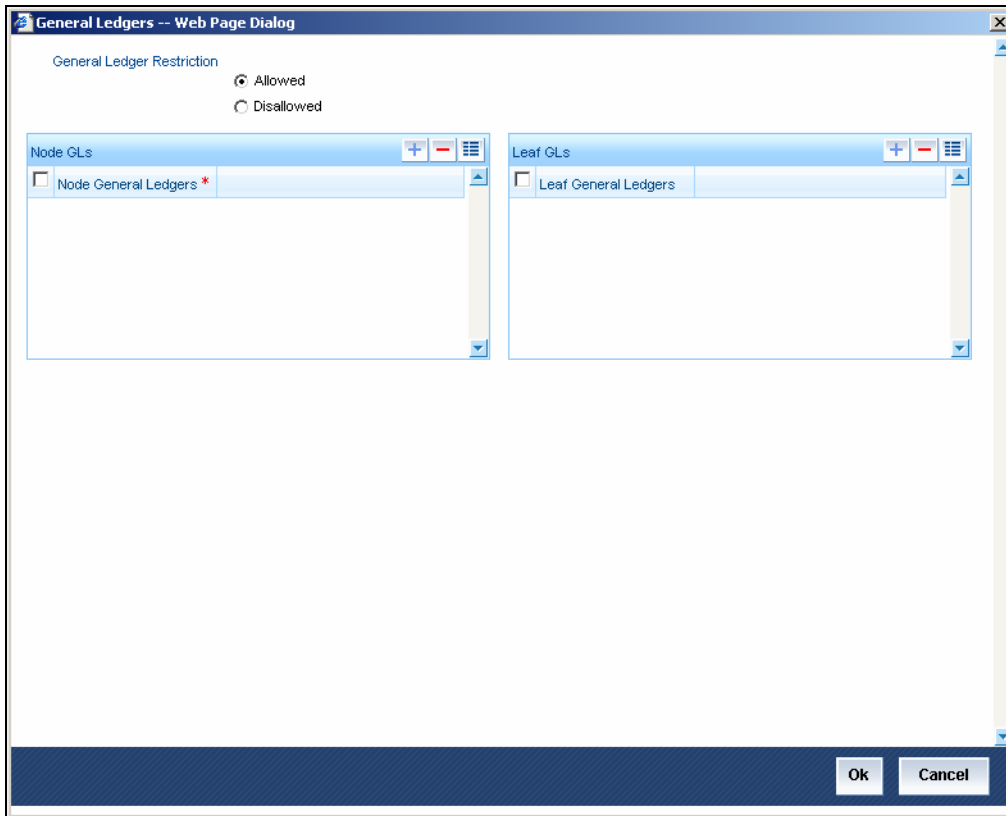 General Ledgers -- Web Page Dialog
General Ledger Restriction
Allowed
Disallowed
Node GLs
Node General Ledgers *
Leaf GLs
Leaf General Ledgers
Ok
Cancel